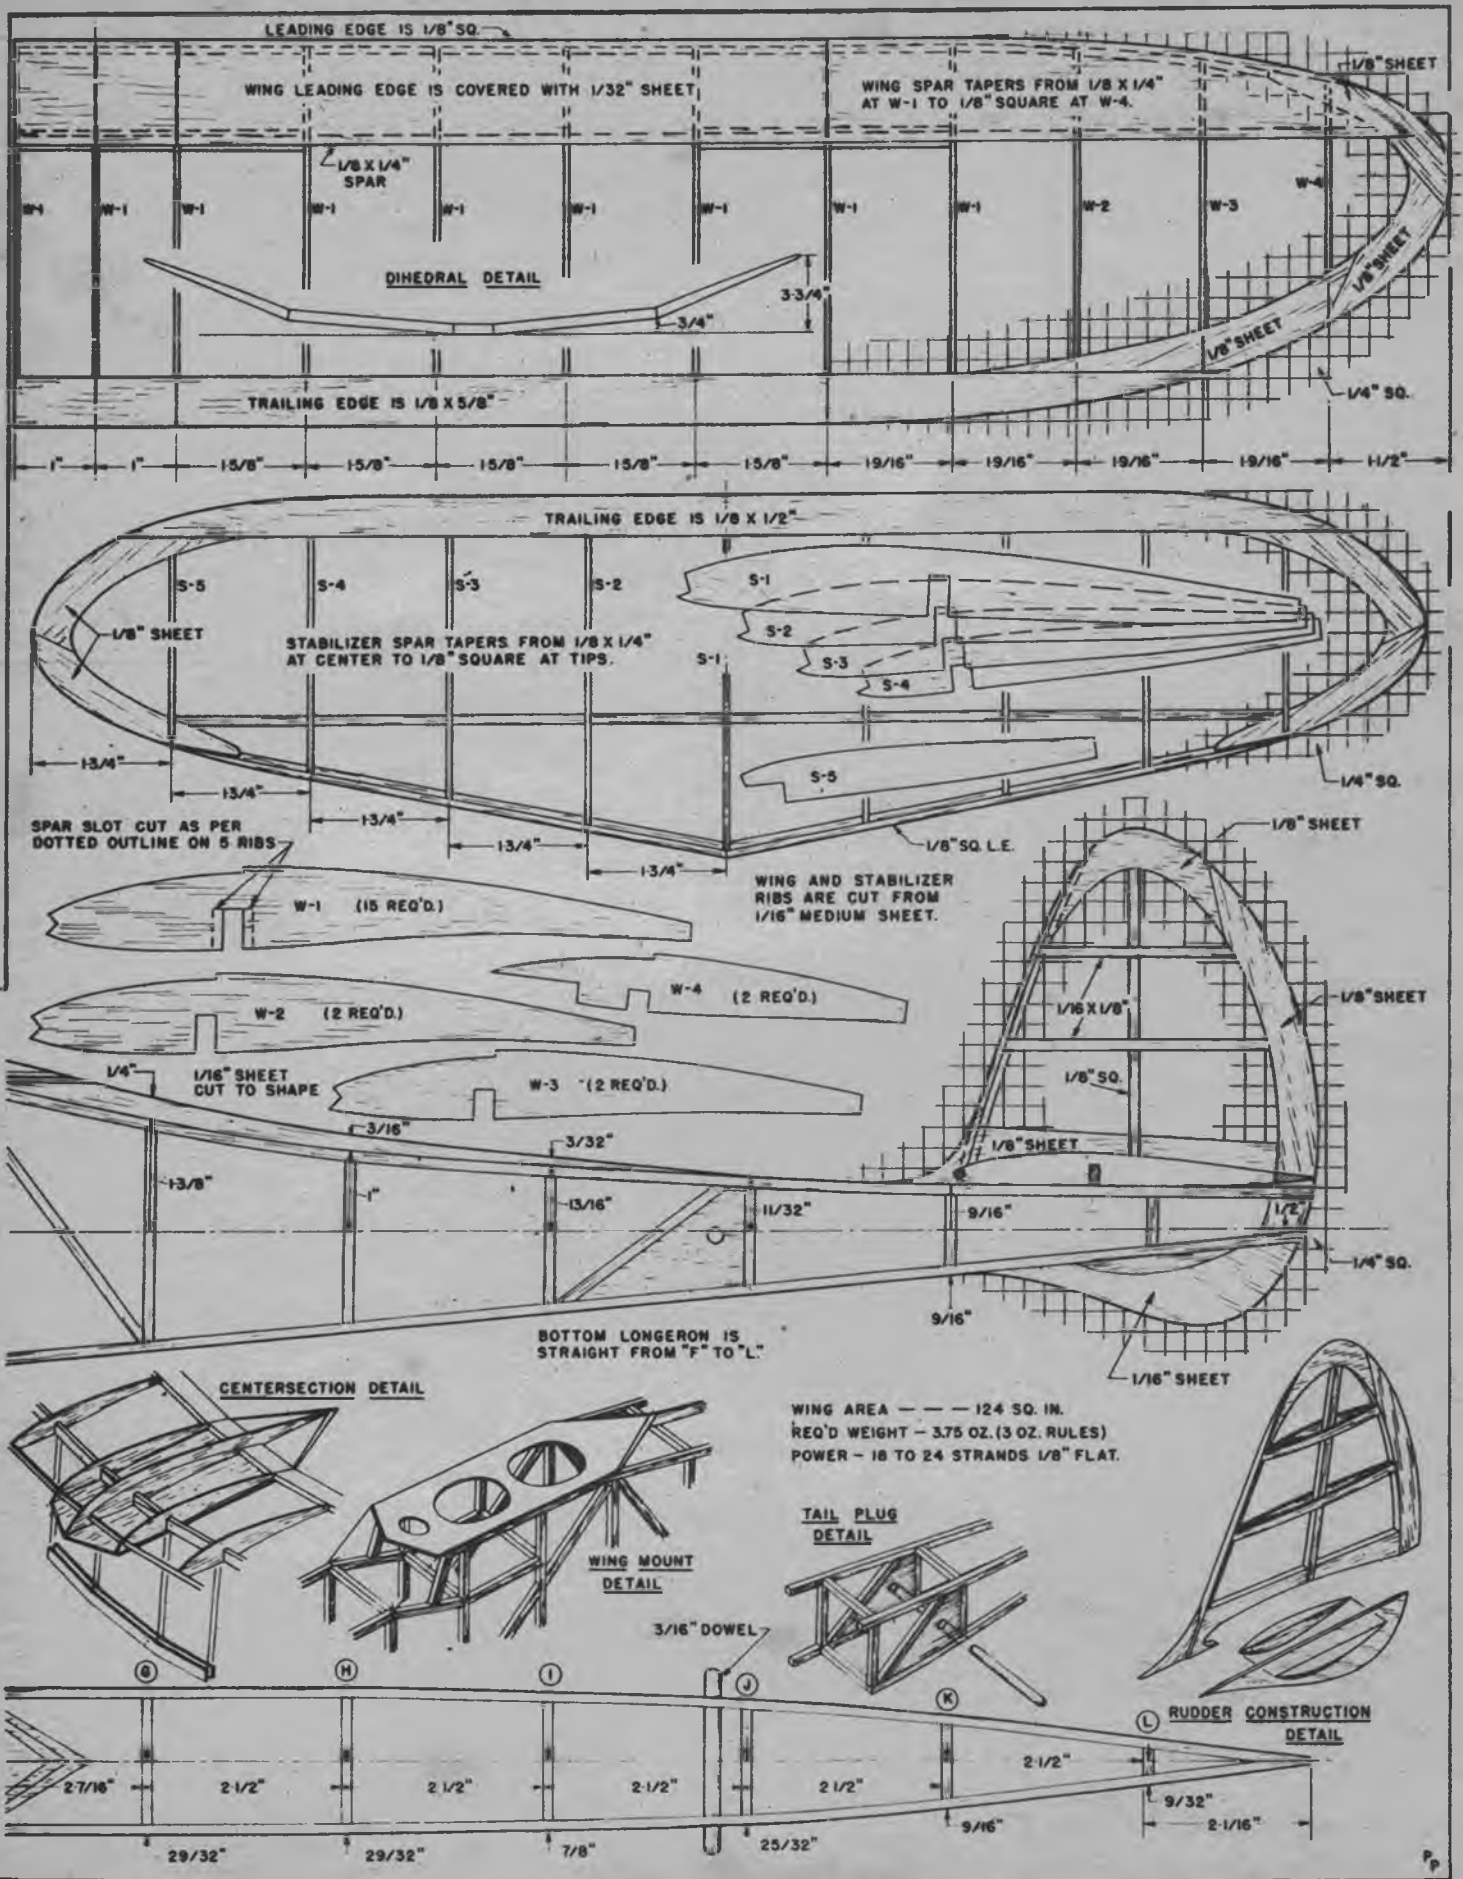 LEADING EDGE IS 1/8" SQ.
1/8" SHEET
WING LEADING EDGE IS COVERED WITH 1/32" SHEET
WING SPAR TAPERS FROM 1/8 X 1/4"
AT W-1 TO 1/8" SQUARE AT W-4.
1/8 X 1/4"
SPAR
W-1 W-1 W-1 W-1 W-1 W-1 W-1 W-1 W-1 W-2 W-3 W-4
1/8" SHEET
DIHEDRAL DETAIL
3-3/4"
3/4"
1/8" SHEET
1/4" SQ.
TRAILING EDGE IS 1/8 X 5/8"
1" 1" 1-5/8" 1-5/8" 1-5/8" 1-5/8" 1-5/8" 1-9/16" 1-9/16" 1-9/16" 1-9/16" 1-1/2"
TRAILING EDGE IS 1/8 X 1/2"
S-5 S-4 S-3 S-2 S-1
1/8" SHEET
STABILIZER SPAR TAPERS FROM 1/8 X 1/4"
AT CENTER TO 1/8" SQUARE AT TIPS.
S-1
S-2
S-3
S-4
S-5
1-3/4"
1-3/4"
1-3/4"
1-3/4"
1-3/4"
1/4" SQ.
SPAR SLOT CUT AS PER
DOTTED OUTLINE ON 5 RIBS
1/8" SQ. L.E.
1/8" SHEET
WING AND STABILIZER
RIBS ARE CUT FROM
1/16" MEDIUM SHEET.
W-1 (15 REQ'D.)
W-4 (2 REQ'D.)
W-2 (2 REQ'D.)
1/16 X 1/8"
1/8" SHEET
1/4"
1/16" SHEET
CUT TO SHAPE
W-3 (2 REQ'D.)
1/8" SQ.
3/16"
3/32"
1/8" SHEET
1-3/8"
1"
13/16"
11/32"
9/16"
1/2"
1/4" SQ.
9/16"
BOTTOM LONGERON IS
STRAIGHT FROM "F" TO "L."
1/16" SHEET
CENTERSECTION DETAIL
WING AREA — — — 124 SQ. IN.
REQ'D WEIGHT – 3.75 OZ. (3 OZ. RULES)
POWER – 18 TO 24 STRANDS 1/8" FLAT.
WING MOUNT
DETAIL
TAIL PLUG
DETAIL
3/16" DOWEL
G H I J K L
RUDDER CONSTRUCTION
DETAIL
2-7/16" 2-1/2" 2-1/2" 2-1/2" 2-1/2" 2-1/2"
29/32" 29/32" 7/8" 25/32" 9/16" 9/32"
2-1/16"
PP